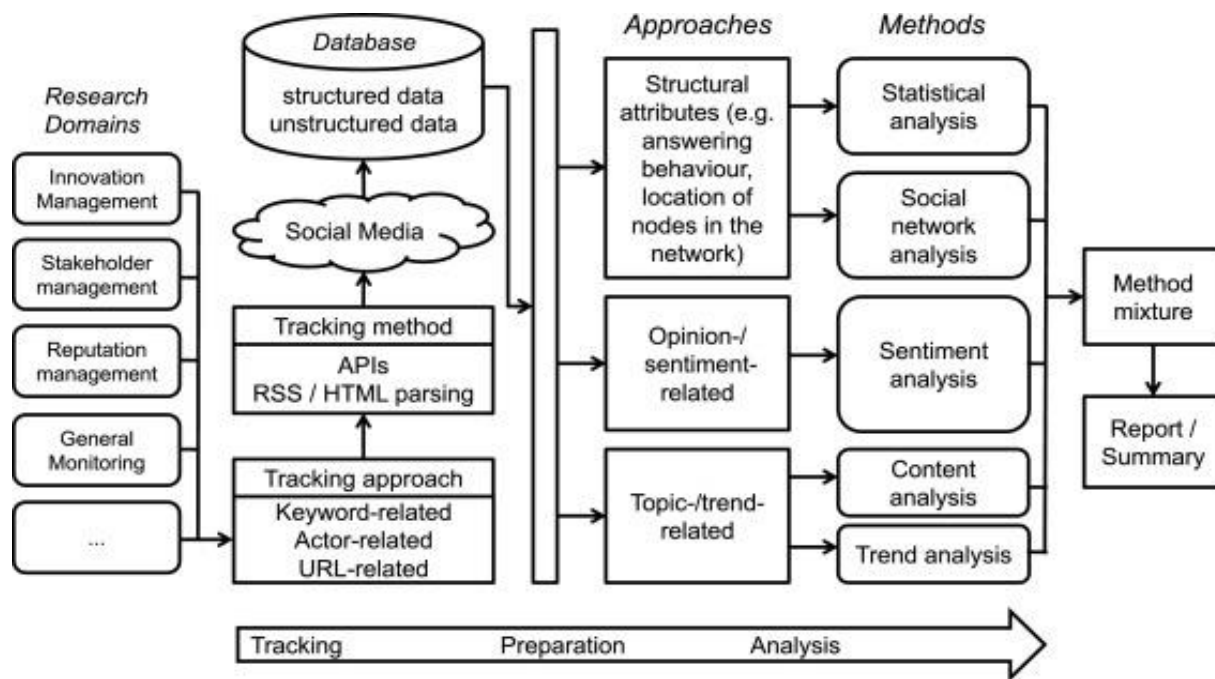 Research
Domains
Innovation
Management
Stakeholder
management
Reputation
management
General
Monitoring
...
Database
structured data
unstructured data
Social Media
Tracking method
APIs
RSS / HTML parsing
Tracking approach
Keyword-related
Actor-related
URL-related
Approaches
Structural
attributes (e.g.
answering
behaviour,
location of
nodes in the
network)
Opinion-/
sentiment-
related
Topic-/trend-
related
Methods
Statistical
analysis
Social
network
analysis
Sentiment
analysis
Content
analysis
Trend analysis
Method
mixture
Report /
Summary
Tracking
Preparation
Analysis